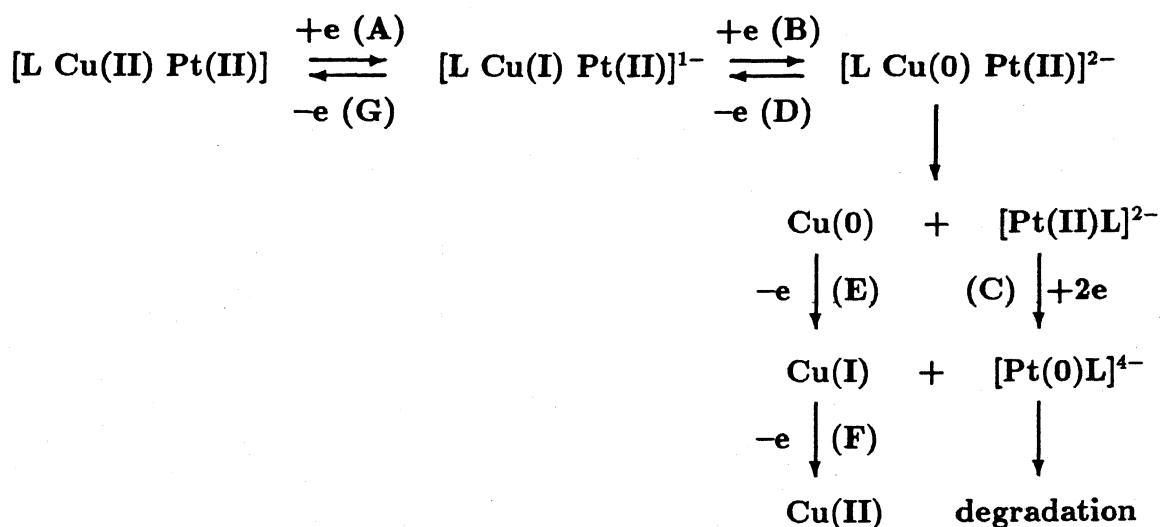 +e (A) +e (B)
[L Cu(II) Pt(II)] [L Cu(I) Pt(II)]¹⁻ [L Cu(0) Pt(II)]²⁻
−e (G) −e (D)
Cu(0) + [Pt(II)L]²⁻
−e (E) (C) +2e
Cu(I) + [Pt(0)L]⁴⁻
−e (F)
Cu(II) degradation